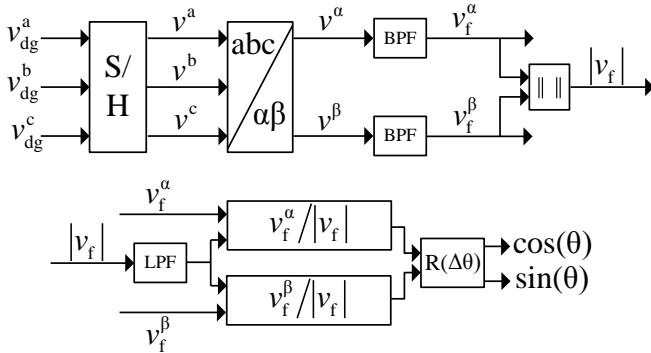 v_dg^a v^a v^α v_f^α
v_dg^b v^b
v_dg^c v^c v^β v_f^β
S/
H
abc
αβ
BPF
BPF
‖ ‖
|v_f|
v_f^α
|v_f|
LPF
v_f^β
v_f^α/|v_f|
v_f^β/|v_f|
R(Δθ)
cos(θ)
sin(θ)